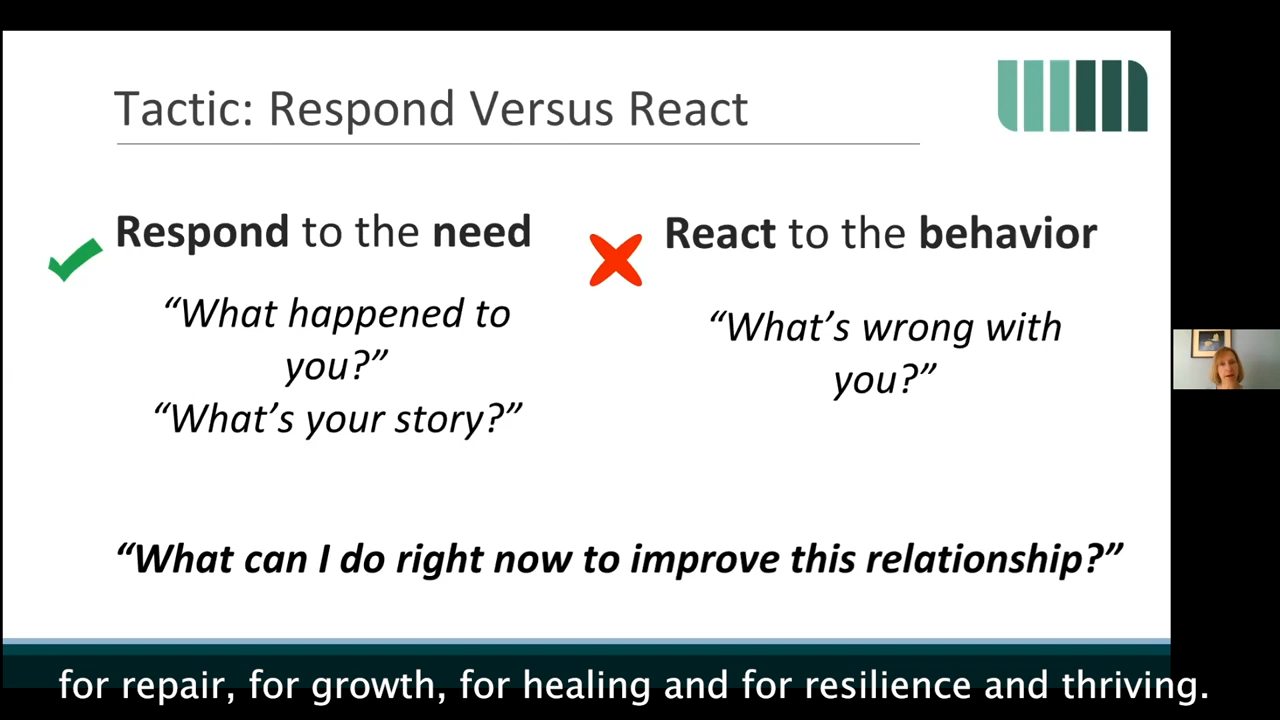 Tactic: Respond Versus React
Respond to the need
“What happened to
you?”
“What’s your story?”
React to the behavior
“What’s wrong with
you?”
“What can I do right now to improve this relationship?”
for repair, for growth, for healing and for resilience and thriving.